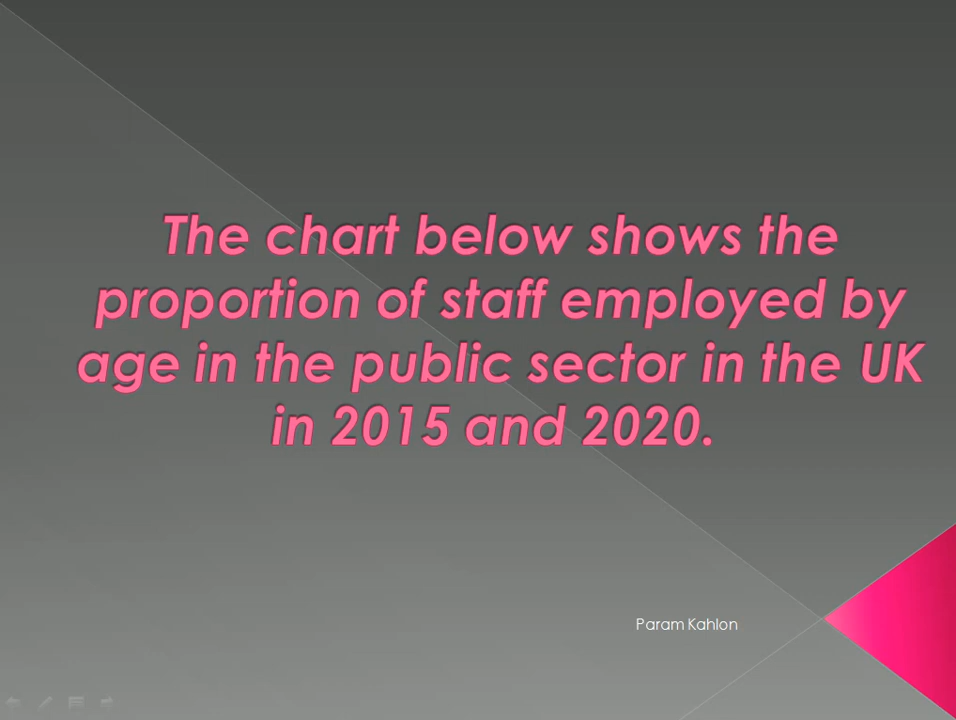 The chart below shows the
proportion of staff employed by
age in the public sector in the UK
in 2015 and 2020.
Param Kahlon